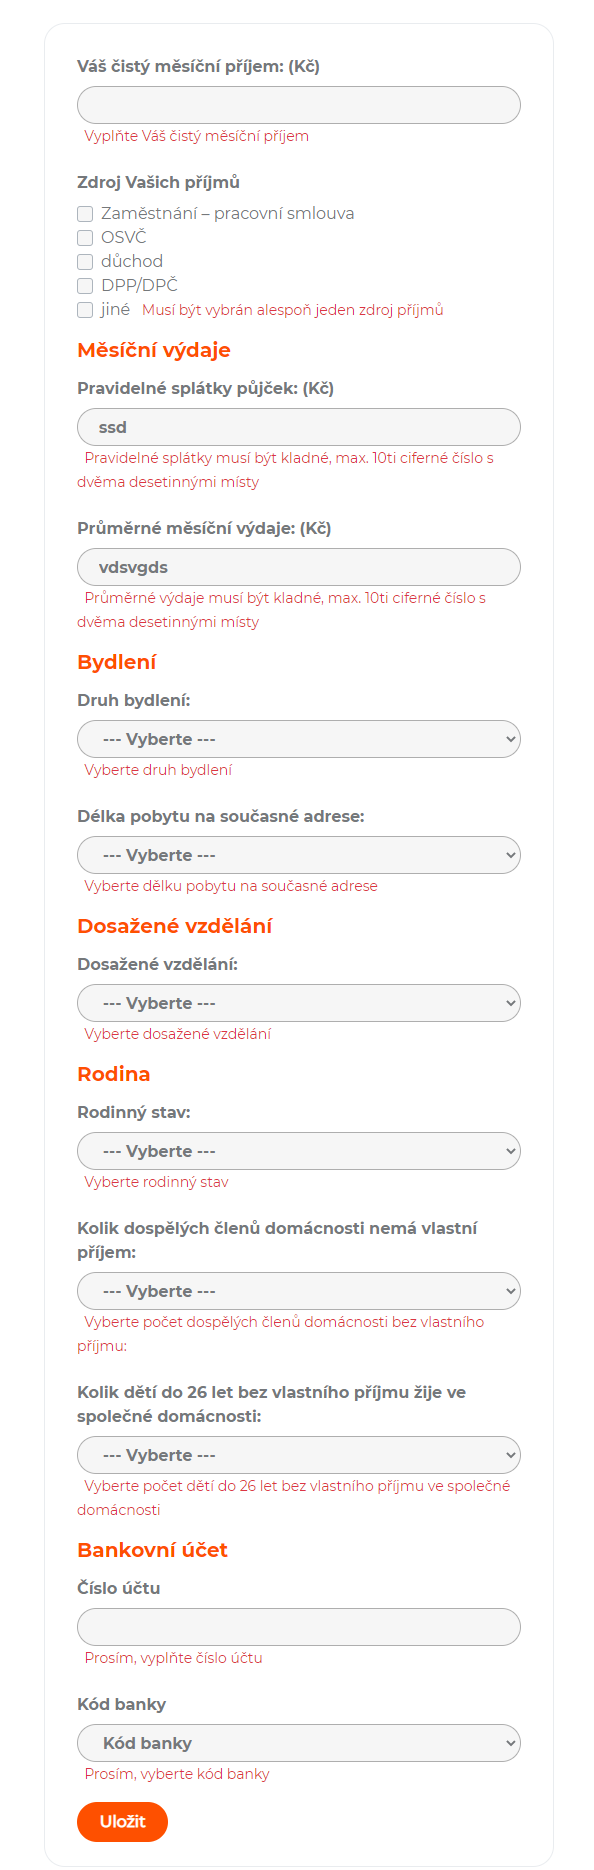 Váš čistý měsíční příjem: (Kč)
Vyplňte Váš čistý měsíční příjem
Zdroj Vašich příjmů
Zaměstnání – pracovní smlouva
OSVČ
důchod
DPP/DPČ
jiné Musí být vybrán alespoň jeden zdroj příjmů
Měsíční výdaje
Pravidelné splátky půjček: (Kč)
ssd
Pravidelné splátky musí být kladné, max. 10ti ciferné číslo s
dvěma desetinnými místy
Průměrné měsíční výdaje: (Kč)
vdsvgds
Průměrné výdaje musí být kladné, max. 10ti ciferné číslo s
dvěma desetinnými místy
Bydlení
Druh bydlení:
--- Vyberte ---
Vyberte druh bydlení
Délka pobytu na současné adrese:
--- Vyberte ---
Vyberte délku pobytu na současné adrese
Dosažené vzdělání
Dosažené vzdělání:
--- Vyberte ---
Vyberte dosažené vzdělání
Rodina
Rodinný stav:
--- Vyberte ---
Vyberte rodinný stav
Kolik dospělých členů domácnosti nemá vlastní
příjem:
--- Vyberte ---
Vyberte počet dospělých členů domácnosti bez vlastního
příjmu:
Kolik dětí do 26 let bez vlastního příjmu žije ve
společné domácnosti:
--- Vyberte ---
Vyberte počet dětí do 26 let bez vlastního příjmu ve společné
domácnosti
Bankovní účet
Číslo účtu
Prosím, vyplňte číslo účtu
Kód banky
Kód banky
Prosím, vyberte kód banky
Uložit